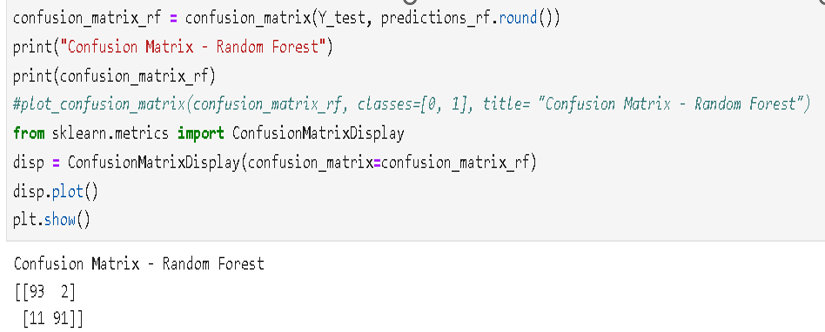 confusion_matrix_rf = confusion_matrix(Y_test, predictions_rf.round())
print("Confusion Matrix - Random Forest")
print(confusion_matrix_rf)
#plot_confusion_matrix(confusion_matrix_rf, classes=[0, 1], title= "Confusion Matrix - Random Forest")
from sklearn.metrics import ConfusionMatrixDisplay
disp = ConfusionMatrixDisplay(confusion_matrix=confusion_matrix_rf)
disp.plot()
plt.show()
Confusion Matrix - Random Forest
[[93  2]
 [11 91]]